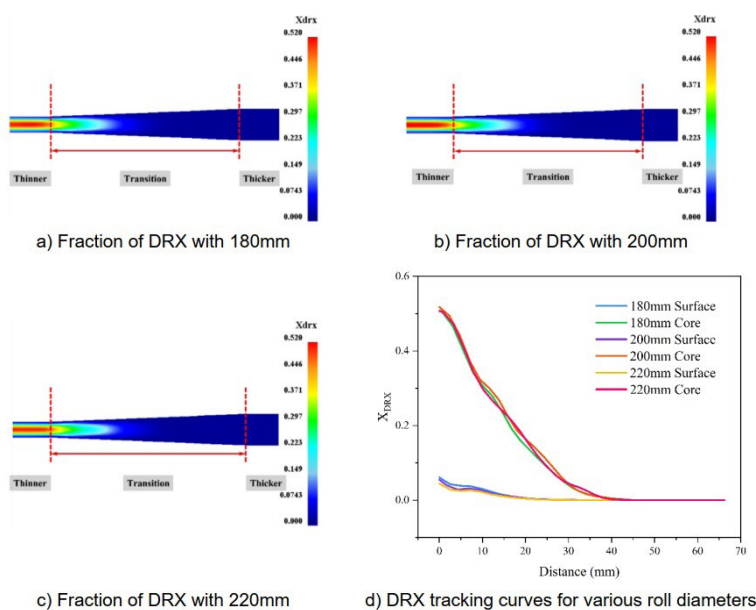 Xdrx
0.520
0.446
0.371
0.297
0.223
0.149
0.0743
0.000
Thinner Transition Thicker
a) Fraction of DRX with 180mm
Xdrx
0.520
0.446
0.371
0.297
0.223
0.149
0.0743
0.000
Thinner Transition Thicker
b) Fraction of DRX with 200mm
Xdrx
0.520
0.446
0.371
0.297
0.223
0.149
0.0743
0.000
Thinner Transition Thicker
c) Fraction of DRX with 220mm
0.6
0.4
0.2
0.0
X_DRX
180mm Surface
180mm Core
200mm Surfacc
200mm Core
220mm Surface
220mm Core
0 10 20 30 40 50 60 70
Distance (mm)
d) DRX tracking curves for various roll diameters